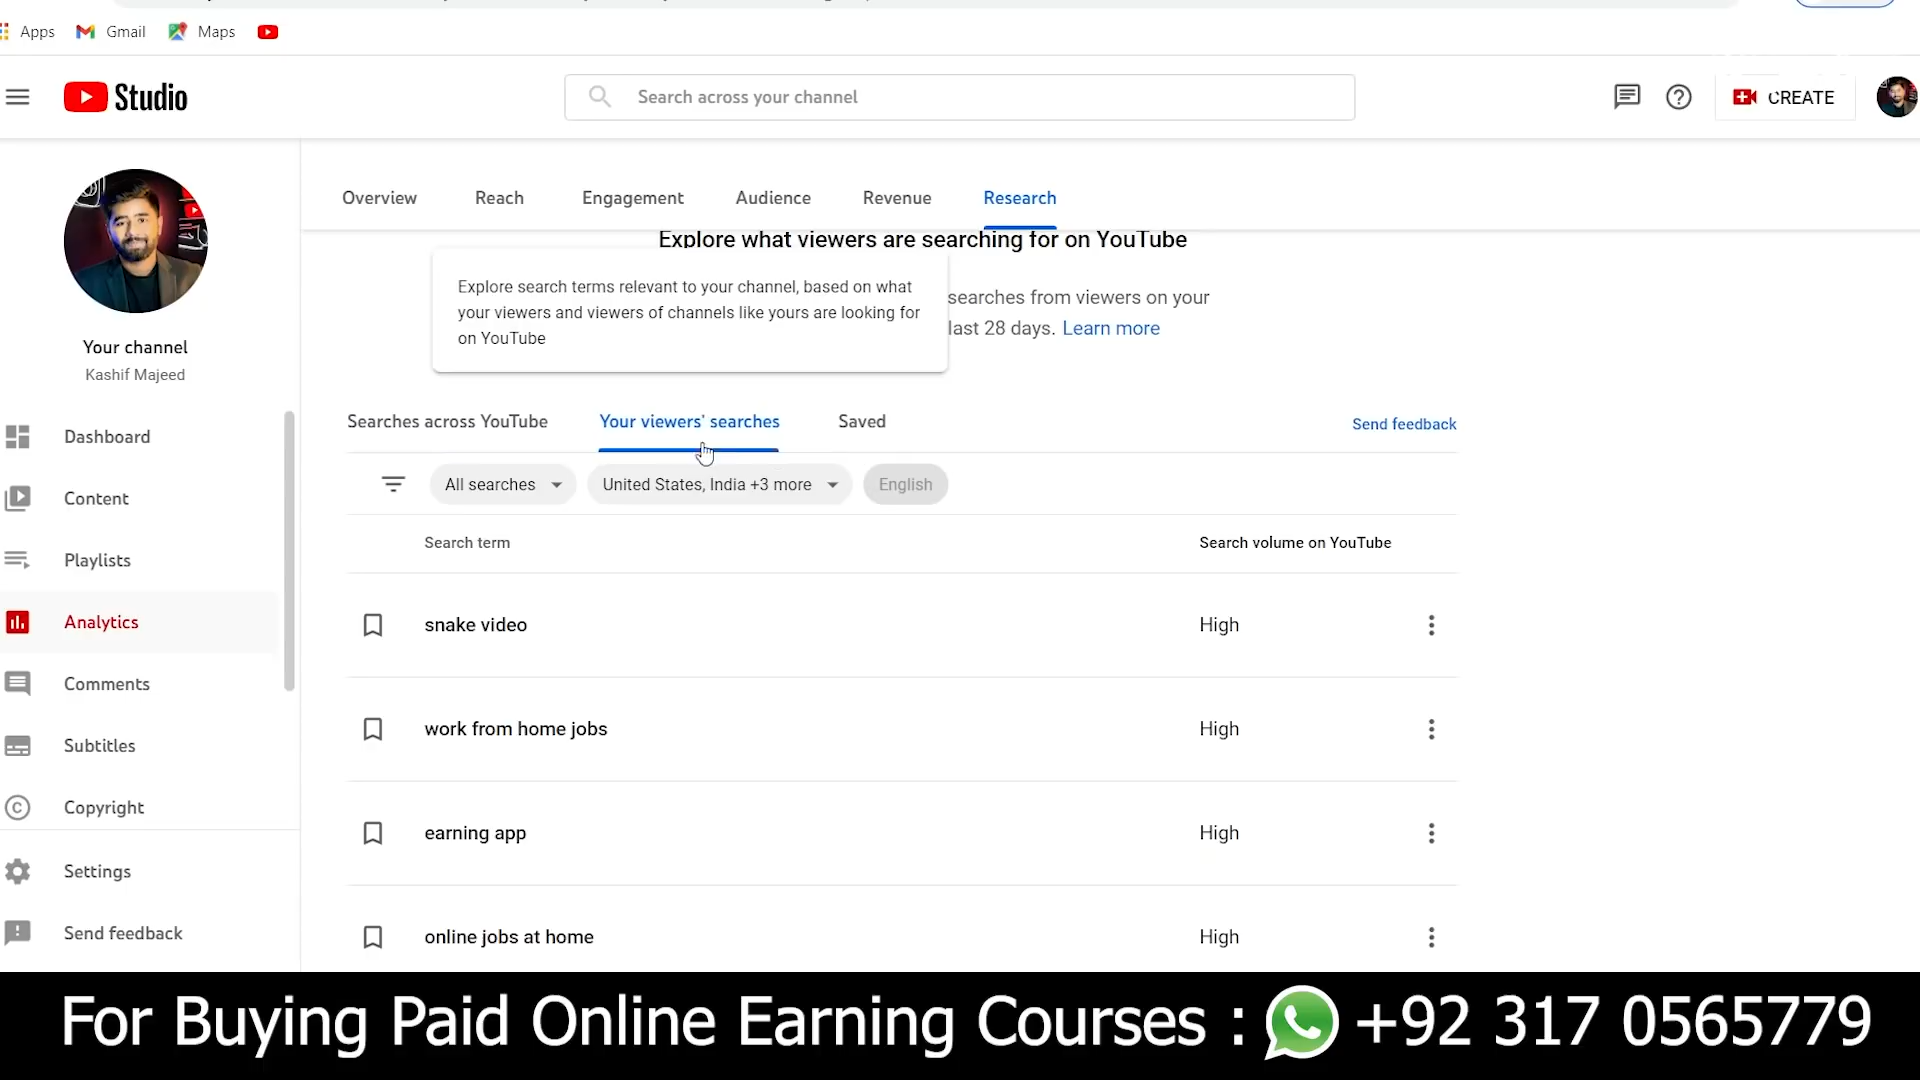 Apps Gmail Maps
Studio
Search across your channel
CREATE
Overview Reach Engagement Audience Revenue Research
Explore what viewers are searching for on YouTube
Explore search terms relevant to your channel, based on what
your viewers and viewers of channels like yours are looking for
on YouTube
searches from viewers on your
last 28 days. Learn more
Your channel
Kashif Majeed
Dashboard
Content
Playlists
Analytics
Comments
Subtitles
Copyright
Settings
Send feedback
Searches across YouTube Your viewers' searches Saved Send feedback
All searches United States, India +3 more English
Search term Search volume on YouTube
snake video High
work from home jobs High
earning app High
online jobs at home High
For Buying Paid Online Earning Courses : +92 317 0565779